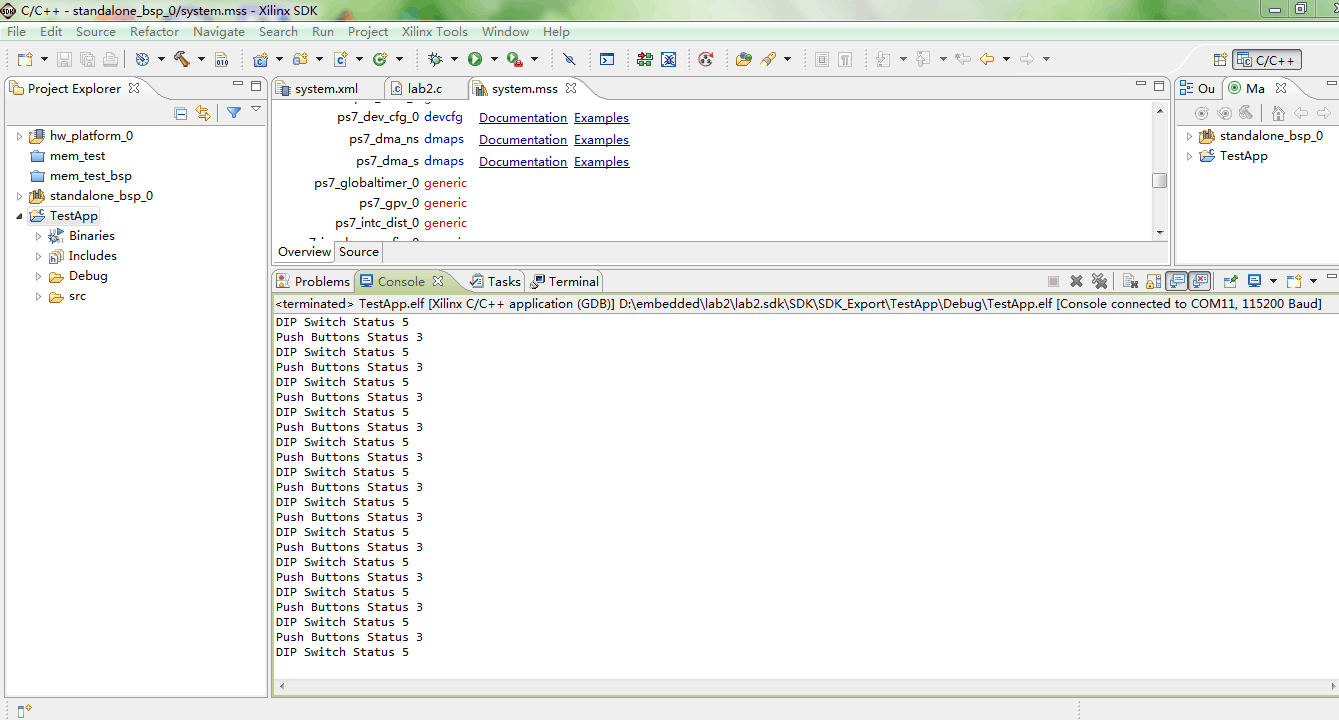 C/C++ - standalone_bsp_0/system.mss - Xilinx SDK
File Edit Source Refactor Navigate Search Run Project Xilinx Tools Window Help
C/C++
Project Explorer
hw_platform_0
mem_test
mem_test_bsp
standalone_bsp_0
TestApp
Binaries
Includes
Debug
src
system.xml
lab2.c
system.mss
ps7_dev_cfg_0 devcfg Documentation Examples
ps7_dma_ns dmaps Documentation Examples
ps7_dma_s dmaps Documentation Examples
ps7_globaltimer_0 generic
ps7_gpv_0 generic
ps7_intc_dist_0 generic
Overview Source
Ou
Ma
standalone_bsp_0
TestApp
Problems Console Tasks Terminal
<terminated> TestApp.elf [Xilinx C/C++ application (GDB)] D:\embedded\lab2\lab2.sdk\SDK\SDK_Export\TestApp\Debug\TestApp.elf [Console connected to COM11, 115200 Baud]
DIP Switch Status 5
Push Buttons Status 3
DIP Switch Status 5
Push Buttons Status 3
DIP Switch Status 5
Push Buttons Status 3
DIP Switch Status 5
Push Buttons Status 3
DIP Switch Status 5
Push Buttons Status 3
DIP Switch Status 5
Push Buttons Status 3
DIP Switch Status 5
Push Buttons Status 3
DIP Switch Status 5
Push Buttons Status 3
DIP Switch Status 5
Push Buttons Status 3
DIP Switch Status 5
Push Buttons Status 3
DIP Switch Status 5
Push Buttons Status 3
DIP Switch Status 5